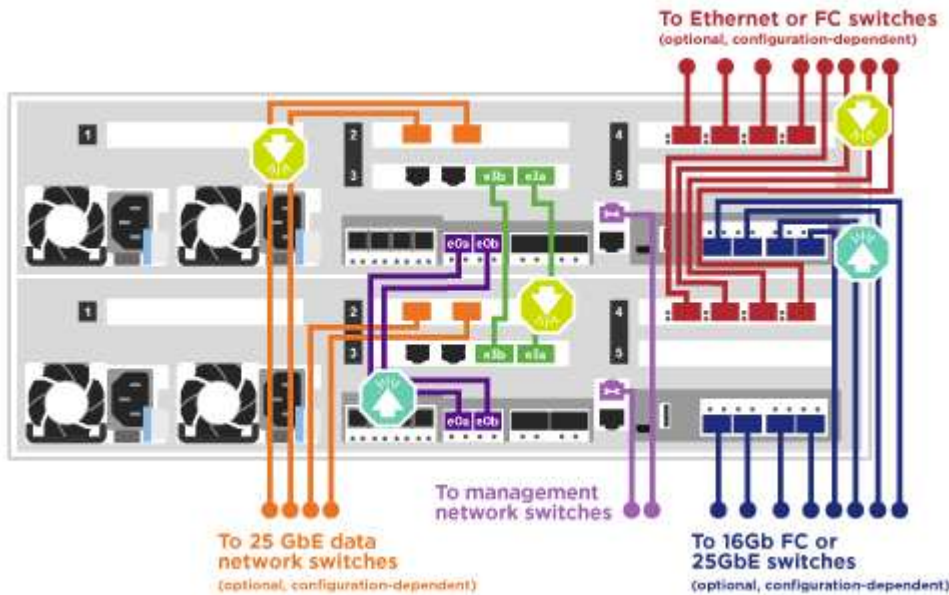 To Ethernet or FC switches
(optional, configuration-dependent)
1
2
4
3
e3b
e3a
5
e0a
e0b
1
2
4
3
e3b
e3a
5
e0a
e0b
To management
network switches
To 25 GbE data
network switches
(optional, configuration-dependent)
To 16Gb FC or
25GbE switches
(optional, configuration-dependent)